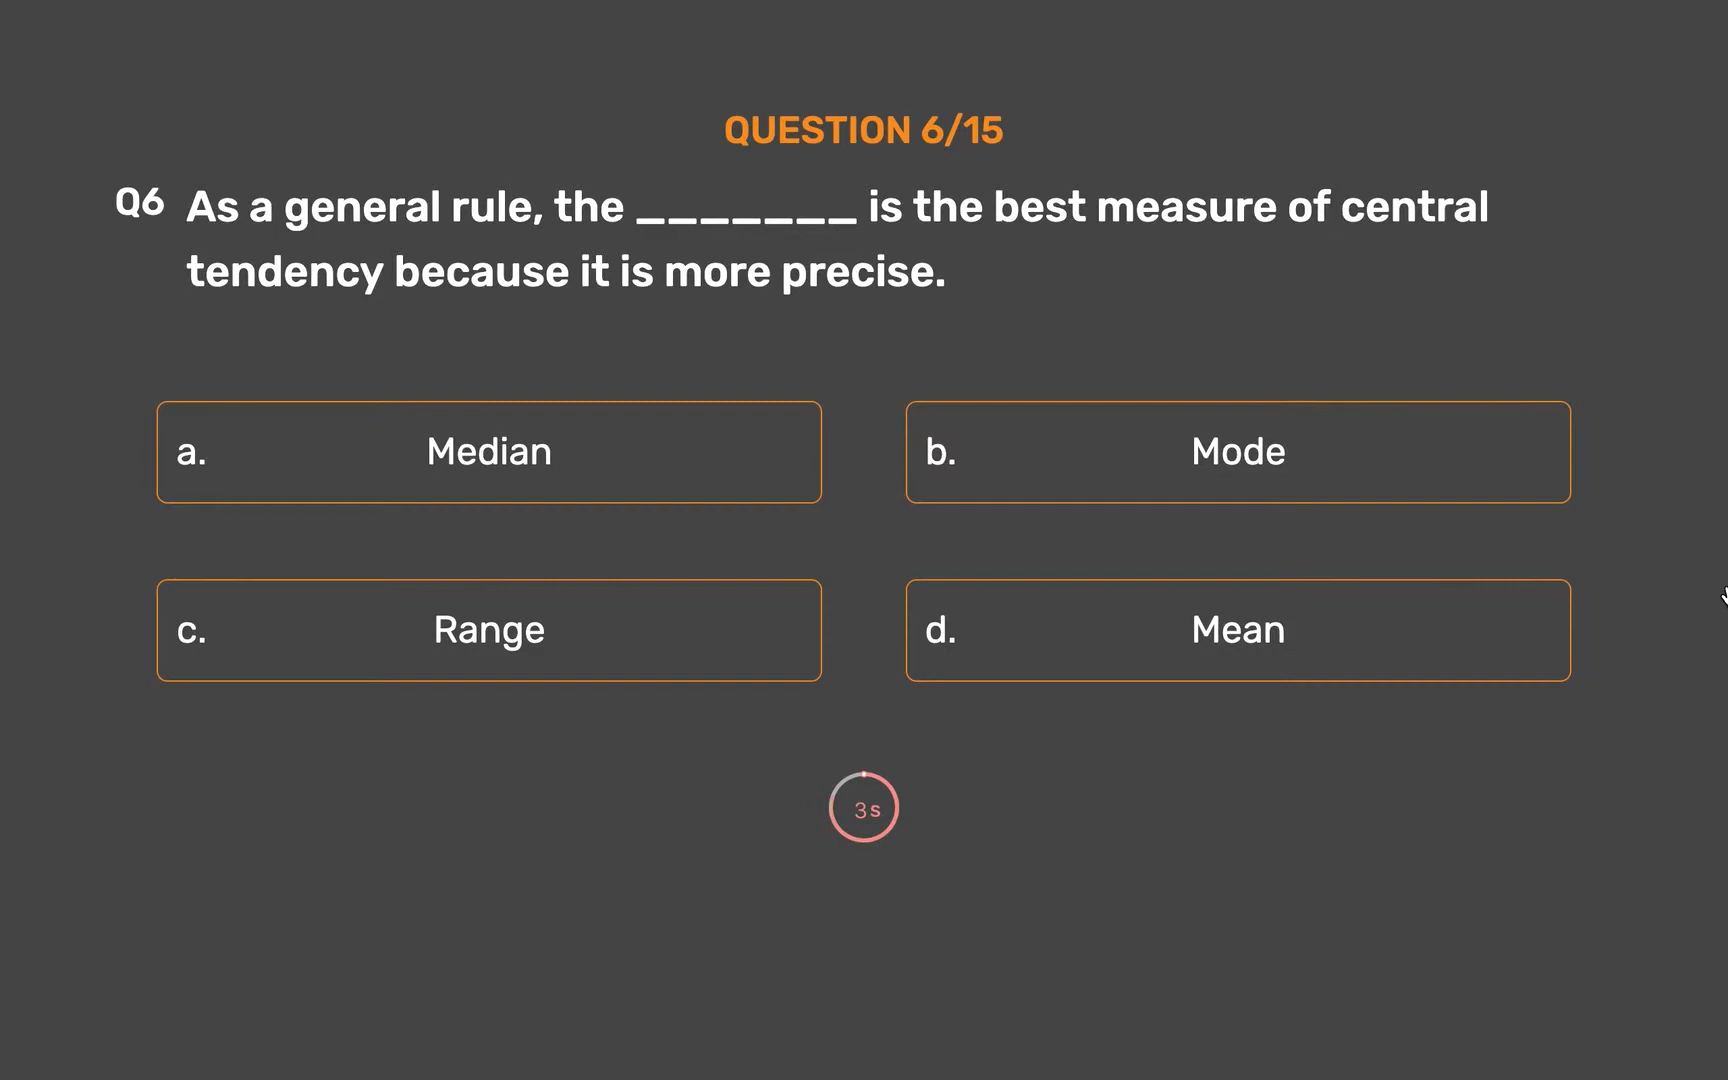 QUESTION 6/15
Q6 As a general rule, the _______ is the best measure of central
tendency because it is more precise.
a. Median
b. Mode
c. Range
d. Mean
3s